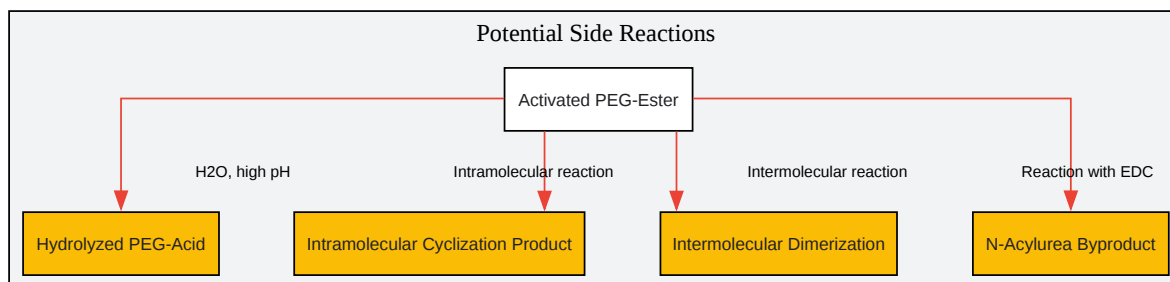 Potential Side Reactions
Activated PEG-Ester
H2O, high pH
Intramolecular reaction
Intermolecular reaction
Reaction with EDC
Hydrolyzed PEG-Acid
Intramolecular Cyclization Product
Intermolecular Dimerization
N-Acylurea Byproduct